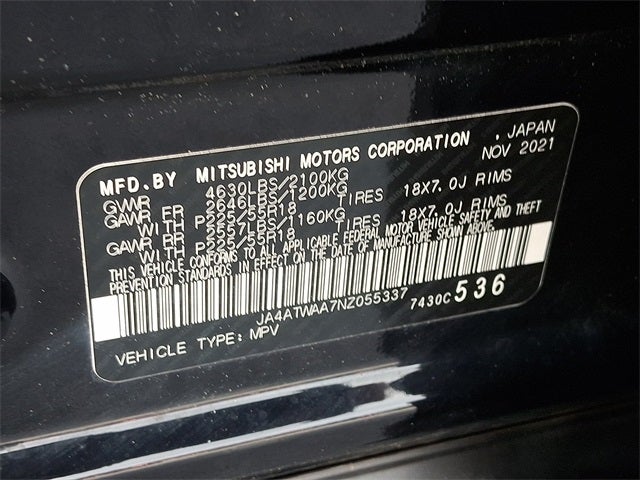 MFD.BY MITSUBISHI MOTORS CORPORATION , JAPAN
NOV 2021
GVWR 4630LBS/2100KG
GAWR FR 2646LBS/1200KG
WITH P225/55R18 TIRES 18X7.0J RIMS
GAWR RR 2557LBS/1160KG
WITH P225/55R18 TIRES 18X7.0J RIMS
THIS VEHICLE CONFORMS TO ALL APPLICABLE FEDERAL MOTOR VEHICLE SAFETY AND THEFT
PREVENTION STANDARDS IN EFFECT ON THE DATE OF MANUFACTURE SHOWN ABOVE.
JA4ATWAA7NZ055337 7430C 536
VEHICLE TYPE: MPV